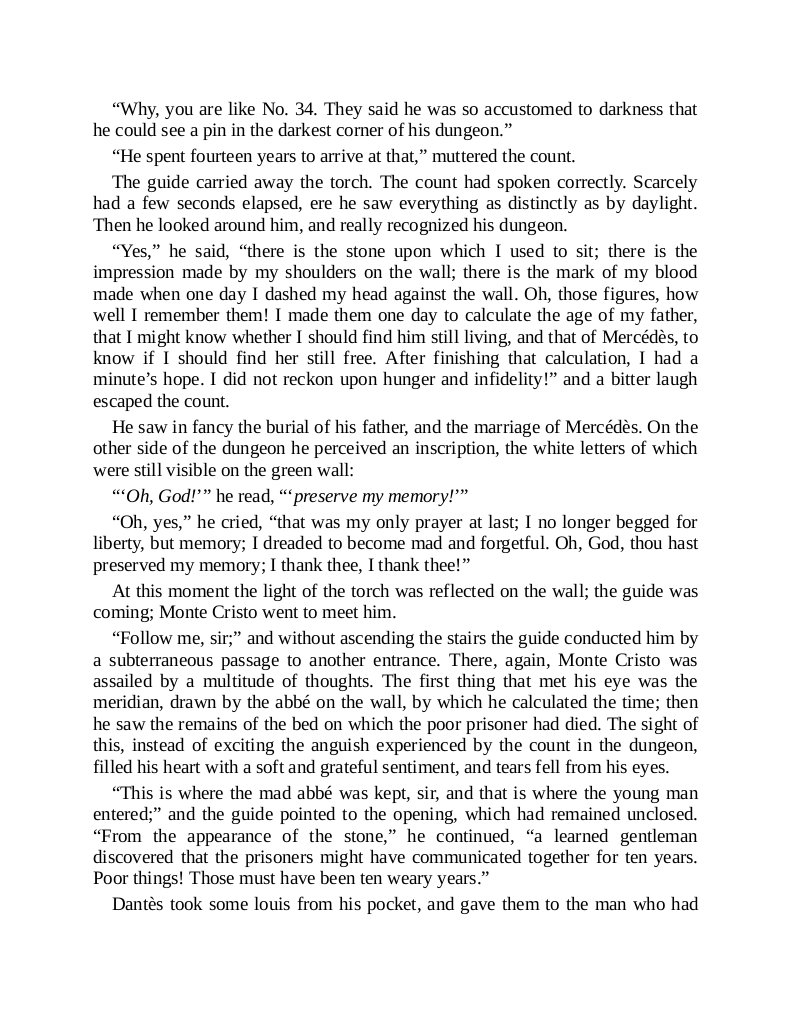 “Why, you are like No. 34. They said he was so accustomed to darkness that
he could see a pin in the darkest corner of his dungeon.”
“He spent fourteen years to arrive at that,” muttered the count.
The guide carried away the torch. The count had spoken correctly. Scarcely
had a few seconds elapsed, ere he saw everything as distinctly as by daylight.
Then he looked around him, and really recognized his dungeon.
“Yes,” he said, “there is the stone upon which I used to sit; there is the
impression made by my shoulders on the wall; there is the mark of my blood
made when one day I dashed my head against the wall. Oh, those figures, how
well I remember them! I made them one day to calculate the age of my father,
that I might know whether I should find him still living, and that of Mercédès, to
know if I should find her still free. After finishing that calculation, I had a
minute’s hope. I did not reckon upon hunger and infidelity!” and a bitter laugh
escaped the count.
He saw in fancy the burial of his father, and the marriage of Mercédès. On the
other side of the dungeon he perceived an inscription, the white letters of which
were still visible on the green wall:
“‘Oh, God!’” he read, “‘preserve my memory!’”
“Oh, yes,” he cried, “that was my only prayer at last; I no longer begged for
liberty, but memory; I dreaded to become mad and forgetful. Oh, God, thou hast
preserved my memory; I thank thee, I thank thee!”
At this moment the light of the torch was reflected on the wall; the guide was
coming; Monte Cristo went to meet him.
“Follow me, sir;” and without ascending the stairs the guide conducted him by
a subterraneous passage to another entrance. There, again, Monte Cristo was
assailed by a multitude of thoughts. The first thing that met his eye was the
meridian, drawn by the abbé on the wall, by which he calculated the time; then
he saw the remains of the bed on which the poor prisoner had died. The sight of
this, instead of exciting the anguish experienced by the count in the dungeon,
filled his heart with a soft and grateful sentiment, and tears fell from his eyes.
“This is where the mad abbé was kept, sir, and that is where the young man
entered;” and the guide pointed to the opening, which had remained unclosed.
“From the appearance of the stone,” he continued, “a learned gentleman
discovered that the prisoners might have communicated together for ten years.
Poor things! Those must have been ten weary years.”
Dantès took some louis from his pocket, and gave them to the man who had